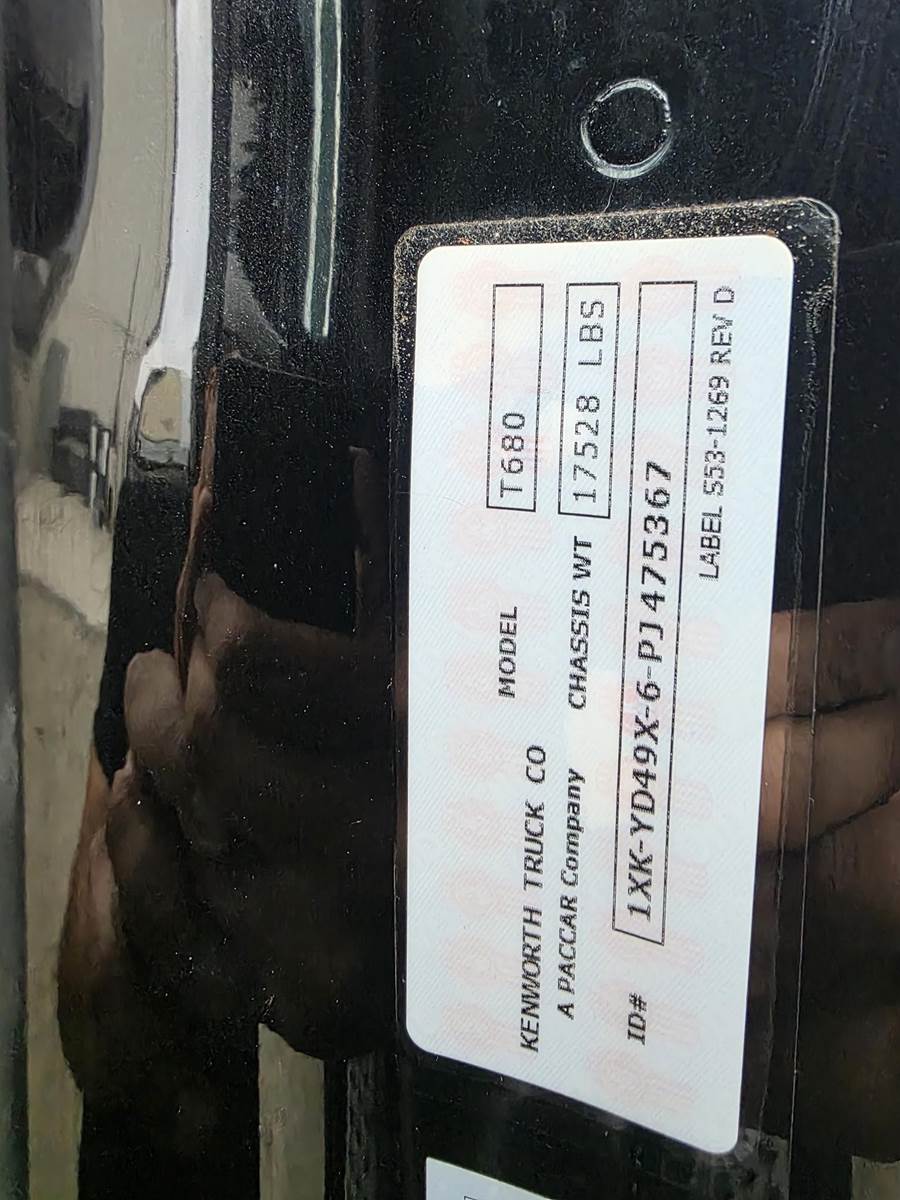 KENWORTH TRUCK CO MODEL T680
A PACCAR Company CHASSIS WT 17528 LBS
ID# 1XK-YD49X-6-PJ475367
LABEL S53-1269 REV D